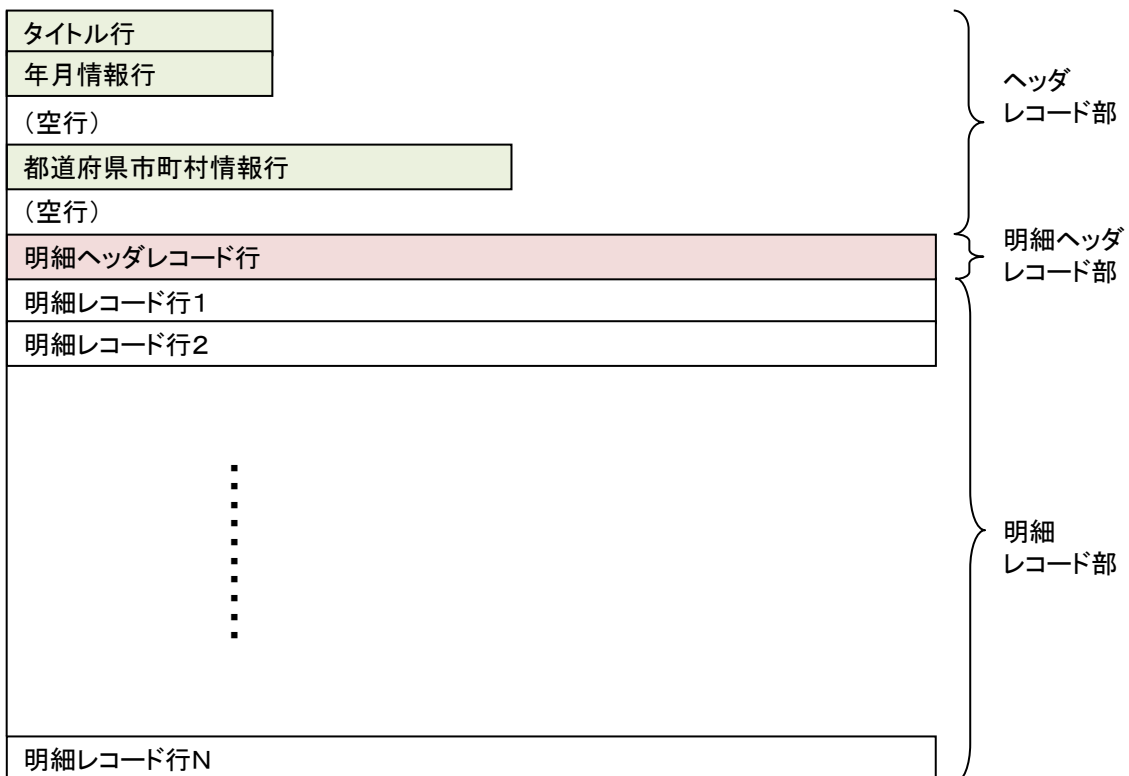 タイトル行
年月情報行
（空行）
都道府県市町村情報行
（空行）
明細ヘッダレコード行
明細レコード行１
明細レコード行２
明細レコード行Ｎ
ヘッダ
レコード部
明細ヘッダ
レコード部
明細
レコード部